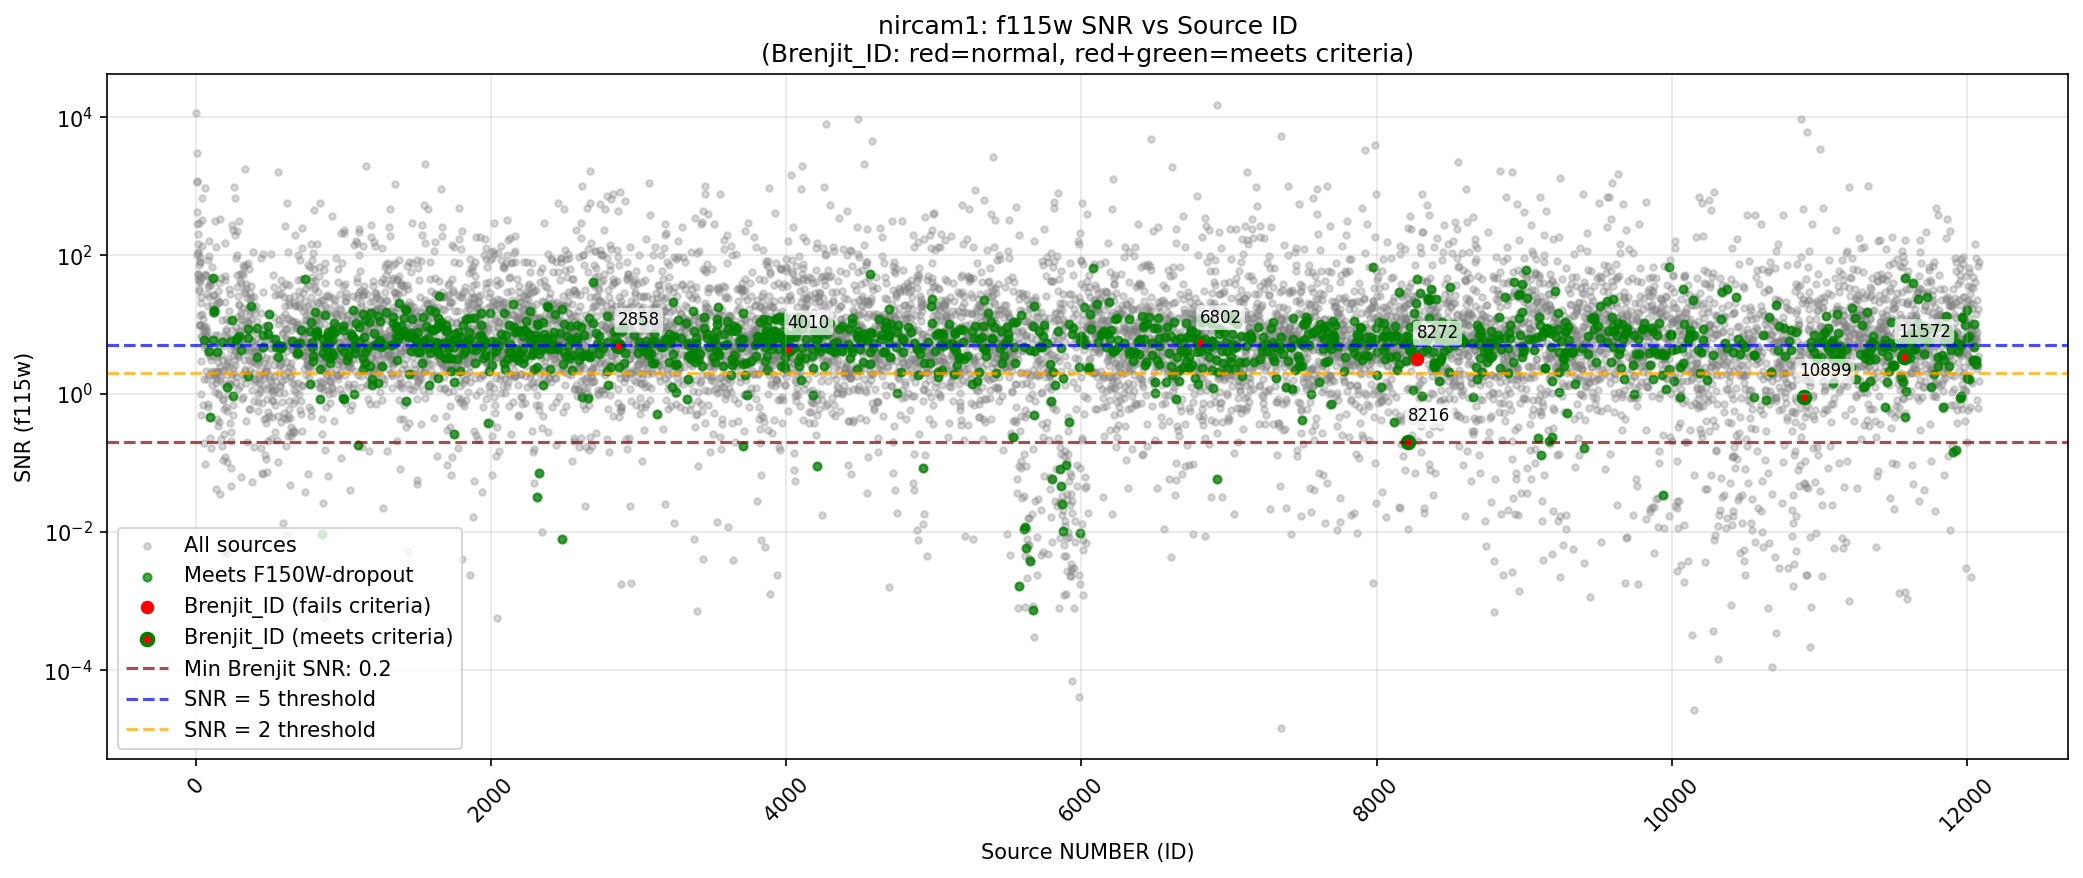 nircam1: f115w SNR vs Source ID
(Brenjit_ID: red=normal, red+green=meets criteria)
SNR (f115w)
10^4
10^2
10^0
10^-2
10^-4
2858
4010
6802
8272
11572
10899
8216
All sources
Meets F150W-dropout
Brenjit_ID (fails criteria)
Brenjit_ID (meets criteria)
Min Brenjit SNR: 0.2
SNR = 5 threshold
SNR = 2 threshold
0
2000
4000
6000
8000
10000
12000
Source NUMBER (ID)